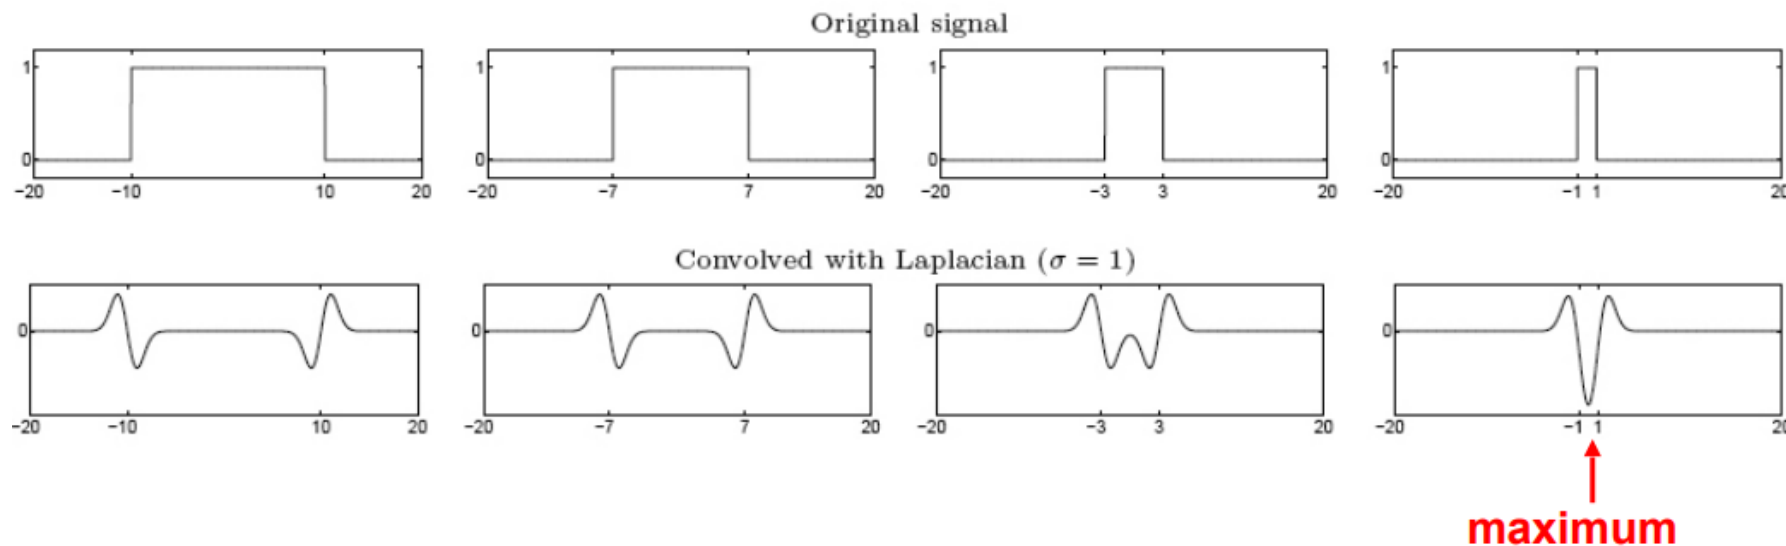 Original signal
1 1 1 1
0 0 0 0
−20 −10 10 20 −20 −7 7 20 −20 −3 3 20 −20 −1 1 20
Convolved with Laplacian (σ = 1)
0 0 0 0
−20 −10 10 20 −20 −7 7 20 −20 −3 3 20 −20 −1 1 20
maximum